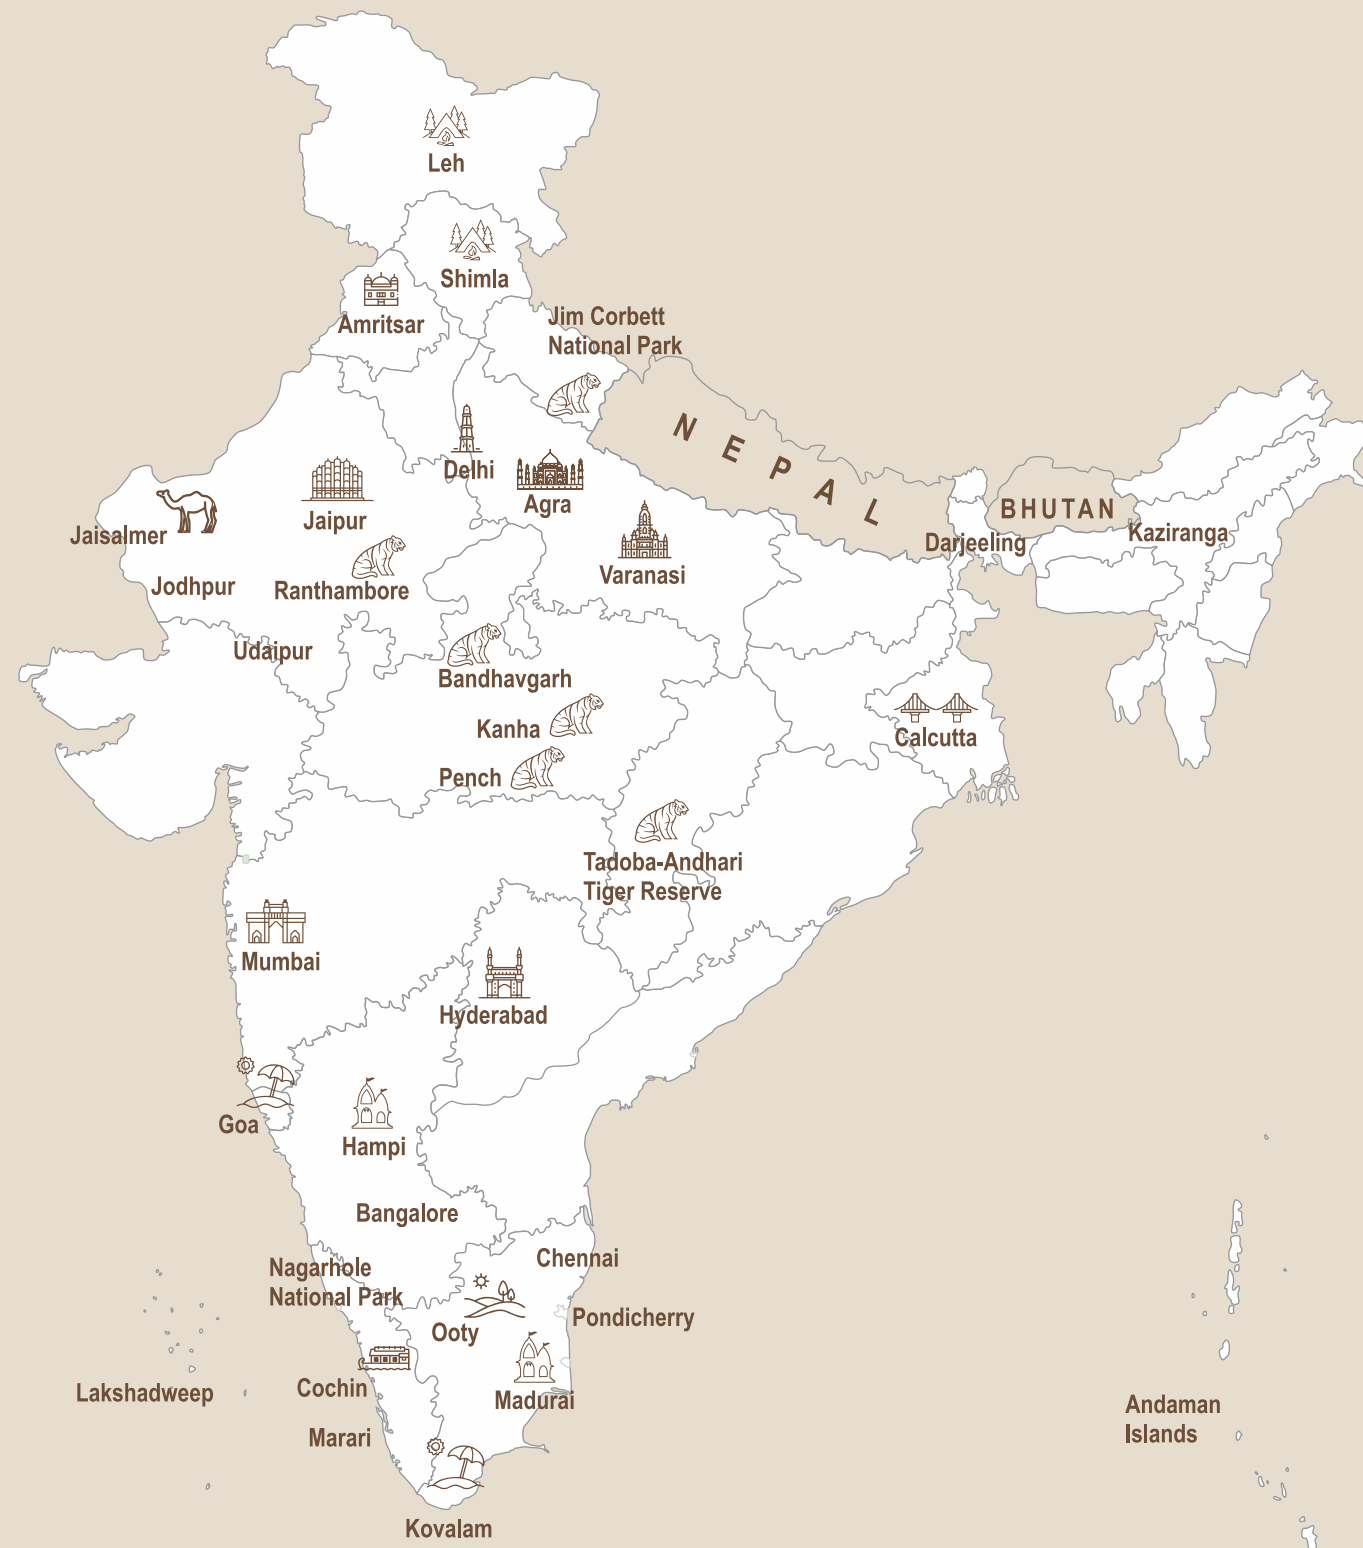 Leh
Shimla
Amritsar
Jim Corbett
National Park
NEPAL
Delhi
Agra
Jaipur
Jaisalmer
BHUTAN
Kaziranga
Darjeeling
Varanasi
Jodhpur
Ranthambore
Udaipur
Bandhavgarh
Kanha
Calcutta
Pench
Tadoba-Andhari
Tiger Reserve
Mumbai
Hyderabad
Goa
Hampi
Bangalore
Chennai
Nagarhole
National Park
Pondicherry
Ooty
Cochin
Lakshadweep
Madurai
Andaman
Islands
Marari
Kovalam